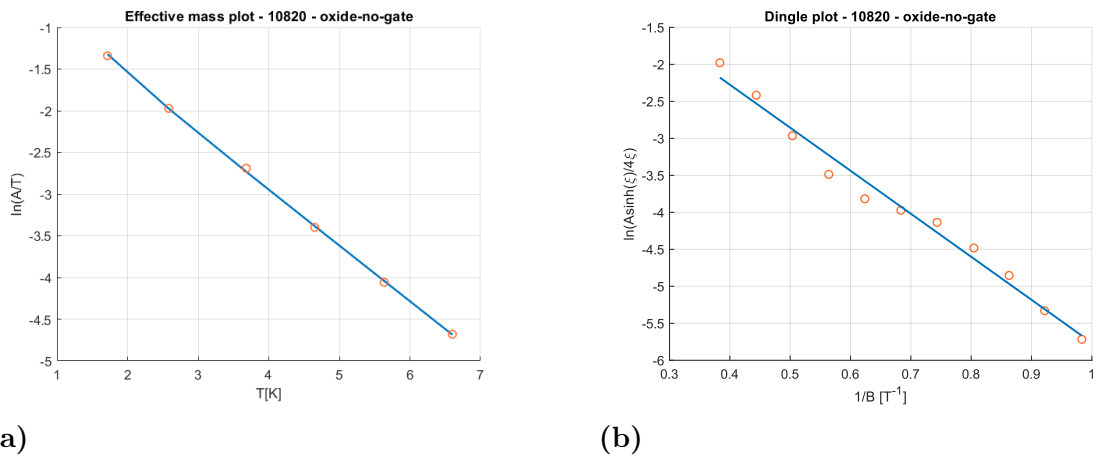 Effective mass plot - 10820 - oxide-no-gate
-1
-1.5
-2
-2.5
-3
-3.5
-4
-4.5
-5
ln(A/T)
1 2 3 4 5 6 7
T[K]
a)
Dingle plot - 10820 - oxide-no-gate
-1.5
-2
-2.5
-3
-3.5
-4
-4.5
-5
-5.5
-6
ln(Asinh(ξ)/4ξ)
0.3 0.4 0.5 0.6 0.7 0.8 0.9 1
1/B [T⁻¹]
(b)